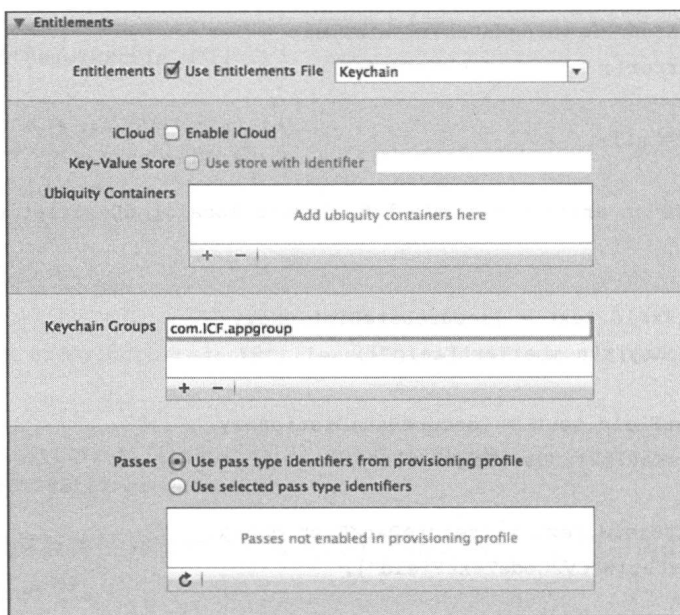 Entitlements
Entitlements Use Entitlements File Keychain
iCloud Enable iCloud
Key-Value Store Use store with identifier
Ubiquity Containers
Add ubiquity containers here
Keychain Groups com.ICF.appgroup
Passes Use pass type identifiers from provisioning profile
Use selected pass type identifiers
Passes not enabled in provisioning profile